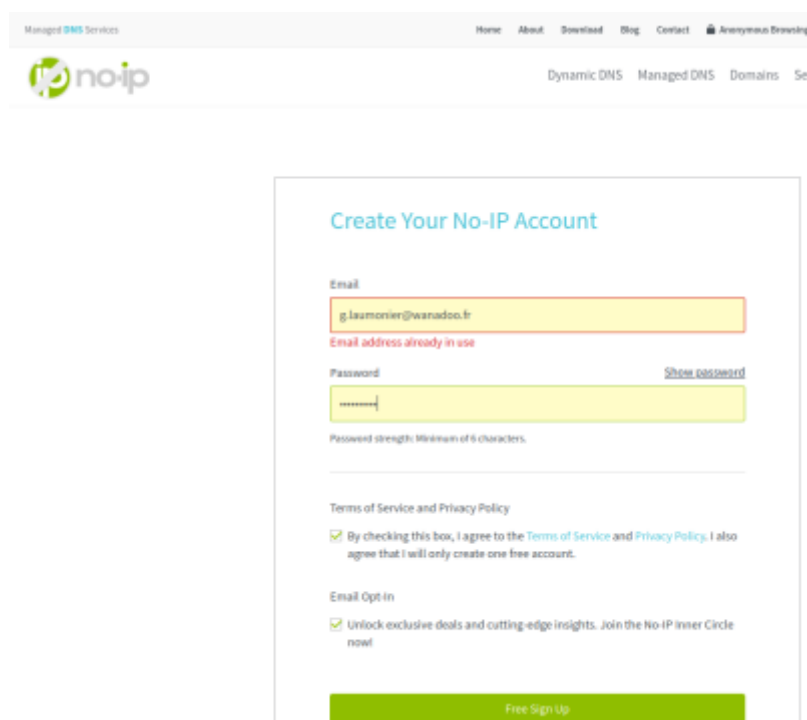 Managed DNS Services
Home About Download Blog Contact Anonymous Browsing
no-ip
Dynamic DNS Managed DNS Domains Se
Create Your No-IP Account
Email
g.laumonier@wanadoo.fr
Email address already in use
Password Show password
Password strength: Minimum of 6 characters.
Terms of Service and Privacy Policy
By checking this box, I agree to the Terms of Service and Privacy Policy. I also
agree that I will only create one free account.
Email Opt-In
Unlock exclusive deals and cutting-edge insights. Join the No-IP Inner Circle
now!
Free Sign Up